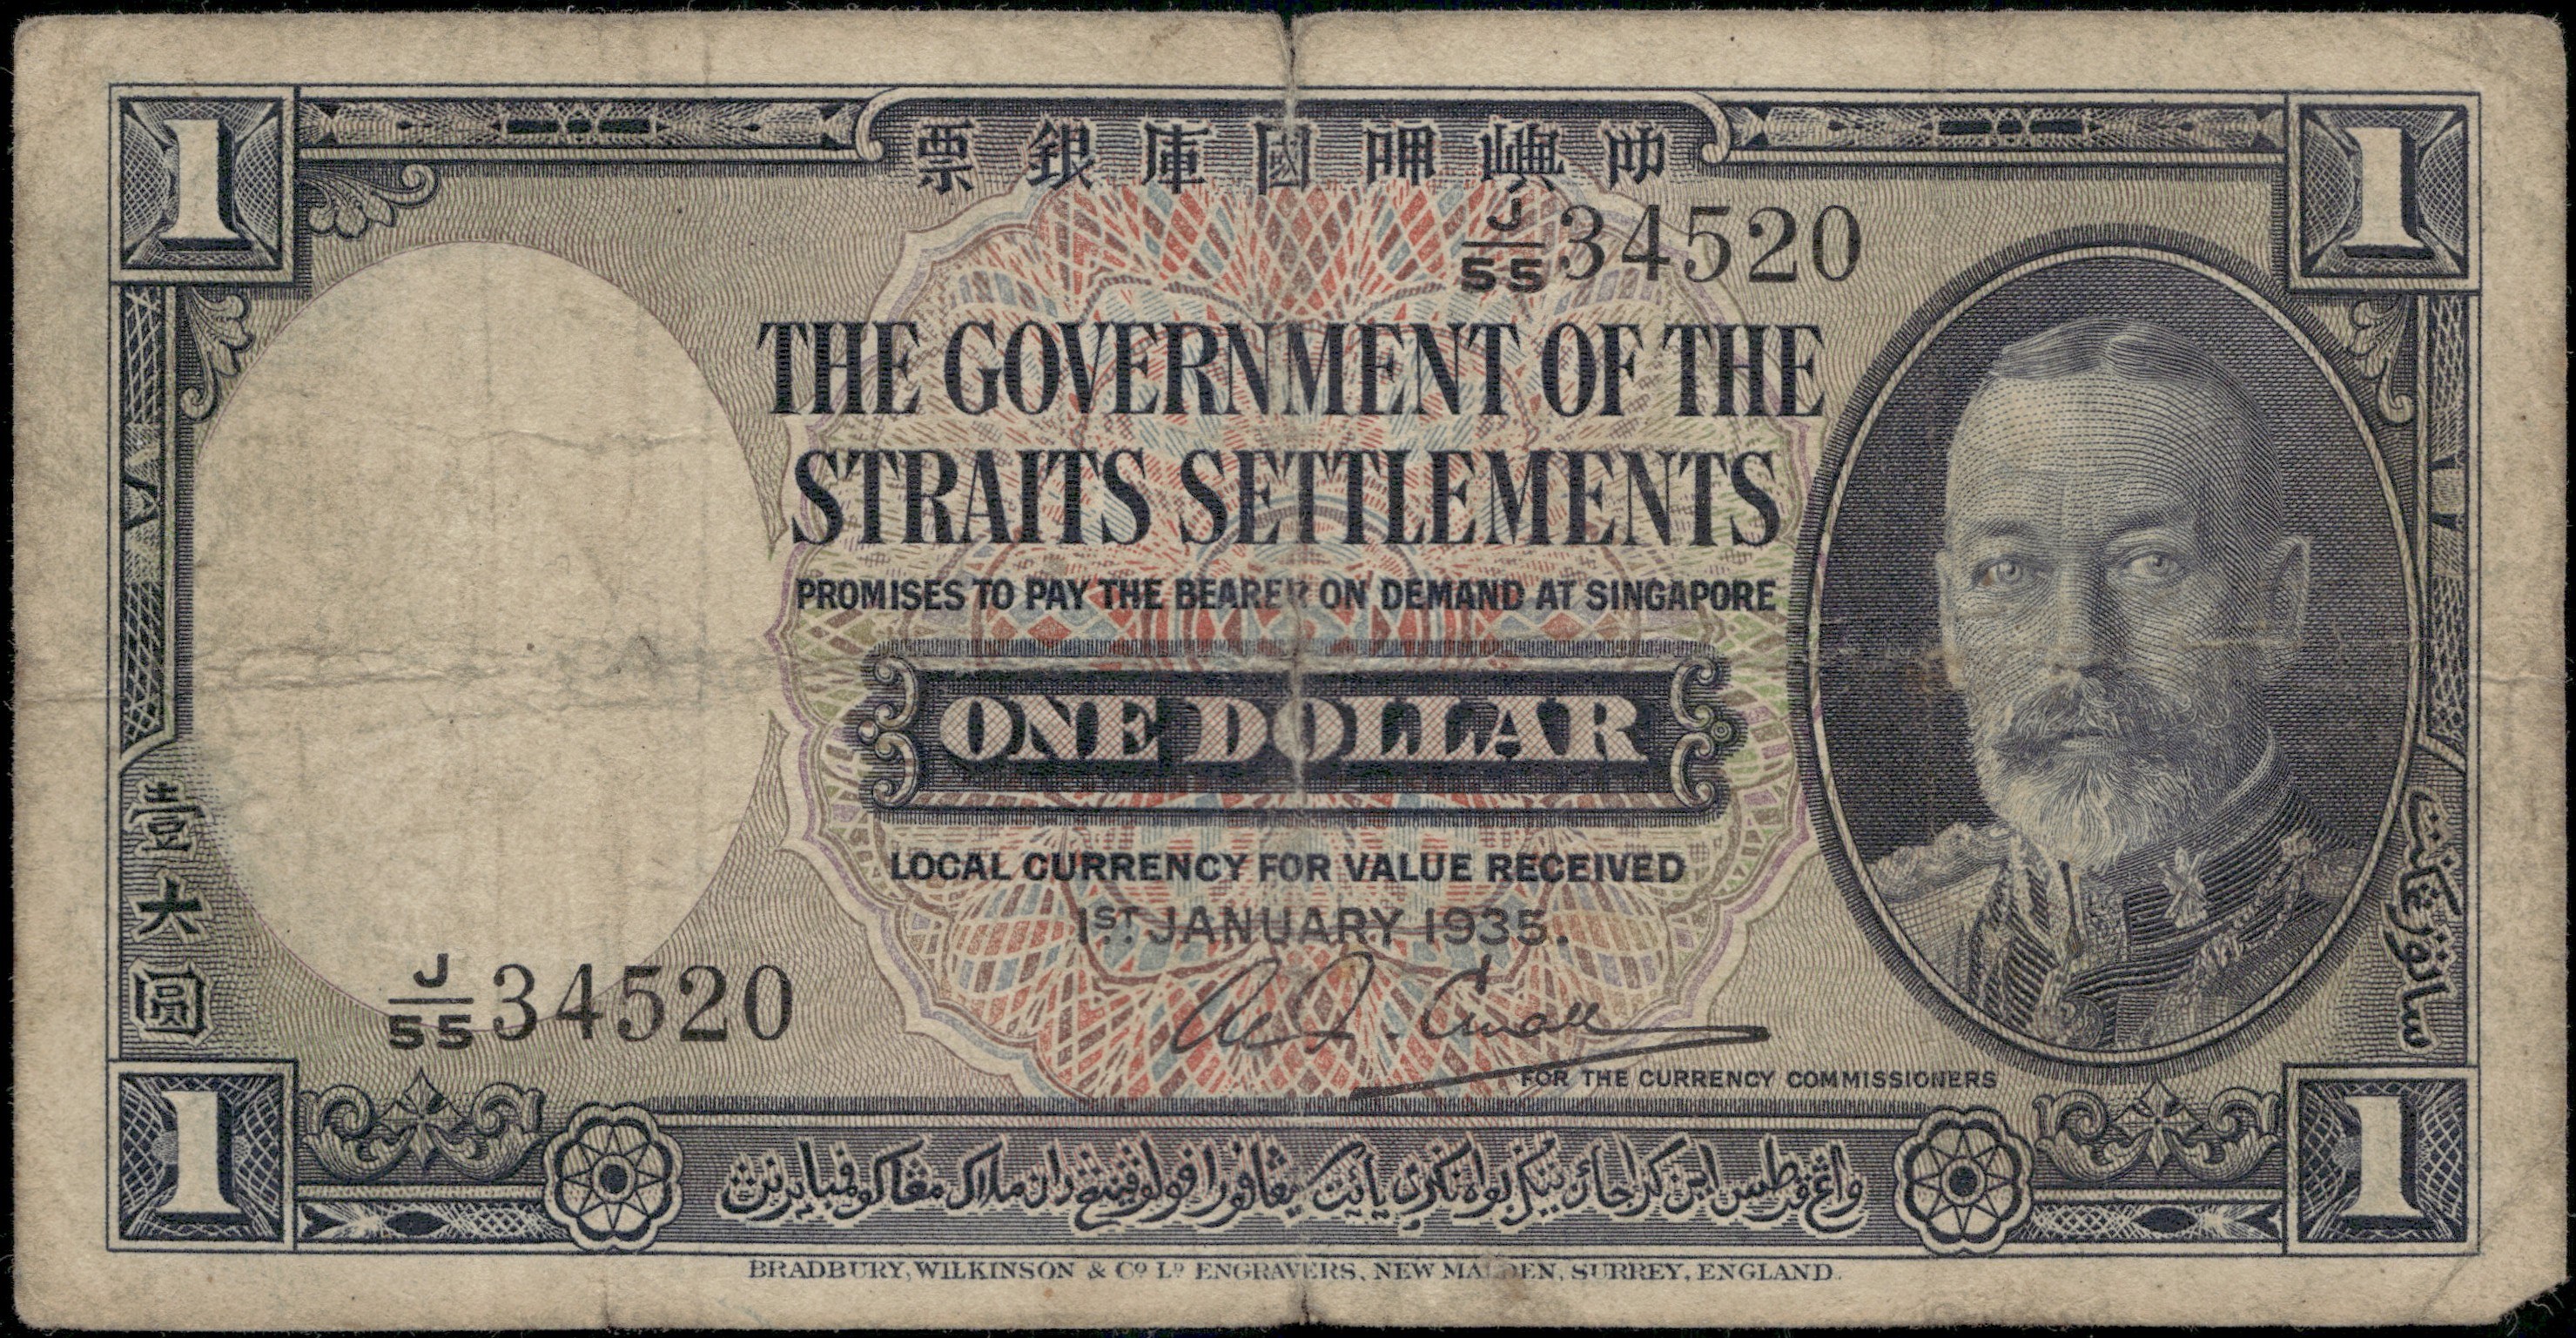 1
票銀庫國呷嶼叻
1
J/55 34520
THE GOVERNMENT OF THE
STRAITS SETTLEMENTS
PROMISES TO PAY THE BEARER ON DEMAND AT SINGAPORE
ONE DOLLAR
LOCAL CURRENCY FOR VALUE RECEIVED
1ST. JANUARY 1935.
壹大圓
J/55 34520
FOR THE CURRENCY COMMISSIONERS
1
1
BRADBURY, WILKINSON & Co. Ld. ENGRAVERS, NEW MALDEN, SURREY, ENGLAND.